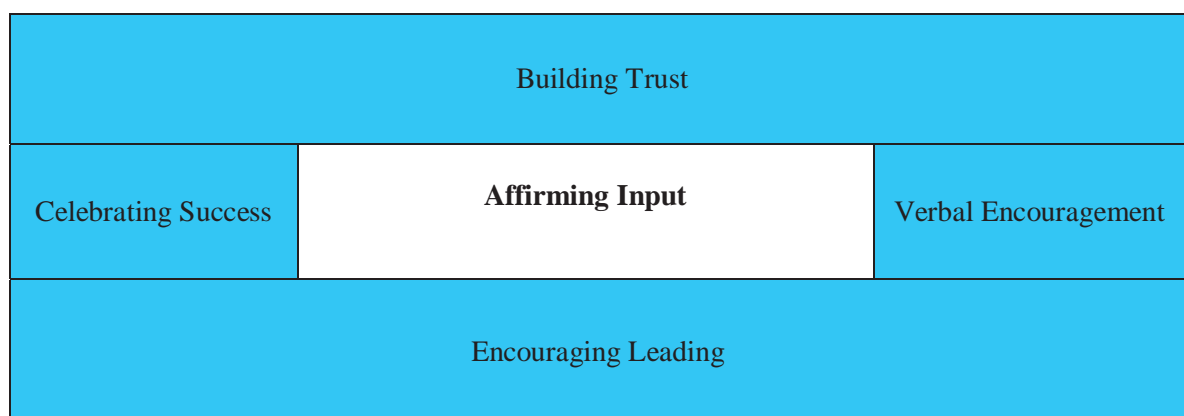 Building Trust
Celebrating Success
Affirming Input
Verbal Encouragement
Encouraging Leading